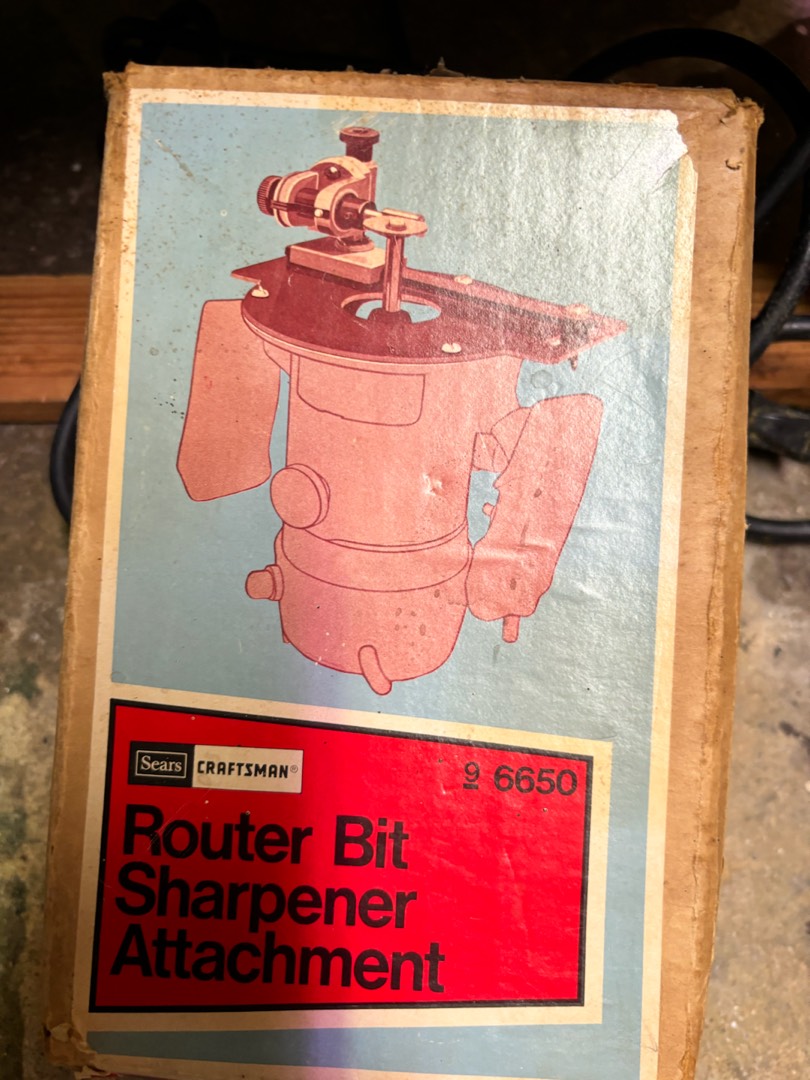 Sears CRAFTSMAN® 9 6650
Router Bit
Sharpener
Attachment